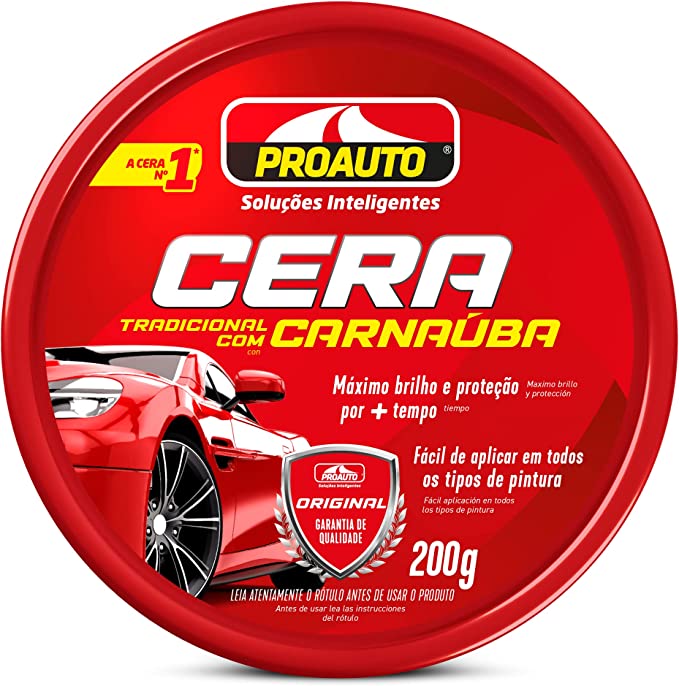 A CERA
Nº 1*
PROAUTO®
Soluções Inteligentes
CERA
TRADICIONAL
COM
con
CARNAÚBA
Máximo brilho e proteção
por + tempo
Maximo brillo
y protección
tiempo
Fácil de aplicar em todos
os tipos de pintura
Fácil aplicación en todos
los tipos de pintura
PROAUTO
Soluções Inteligentes
ORIGINAL
GARANTIA DE
QUALIDADE
200g
LEIA ATENTAMENTE O RÓTULO ANTES DE USAR O PRODUTO
Antes de usar lea las instrucciones
del rótulo